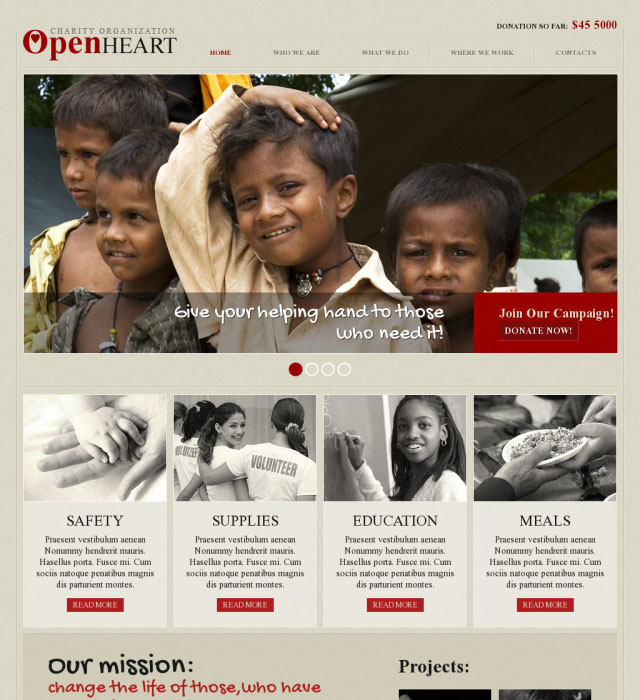 CHARITY ORGANIZATION
OpenHEART
DONATION SO FAR: $45 5000
HOME
WHO WE ARE
WHAT WE DO
WHERE WE WORK
CONTACTS
Give your helping hand to those
who need it!
Join Our Campaign!
DONATE NOW!
VOLUNTEER
VOLUNTEER
SAFETY
Praesent vestibulum aenean
Nonummy hendrerit mauris.
Hasellus porta. Fusce mi. Cum
sociis natoque penatibus magnis
dis parturient montes.
READ MORE
SUPPLIES
Praesent vestibulum aenean
Nonummy hendrerit mauris.
Hasellus porta. Fusce mi. Cum
sociis natoque penatibus magnis
dis parturient montes.
READ MORE
EDUCATION
Praesent vestibulum aenean
Nonummy hendrerit mauris.
Hasellus porta. Fusce mi. Cum
sociis natoque penatibus magnis
dis parturient montes.
READ MORE
MEALS
Praesent vestibulum aenean
Nonummy hendrerit mauris.
Hasellus porta. Fusce mi. Cum
sociis natoque penatibus magnis
dis parturient montes.
READ MORE
Our mission:
change the life of those, who have
Projects: